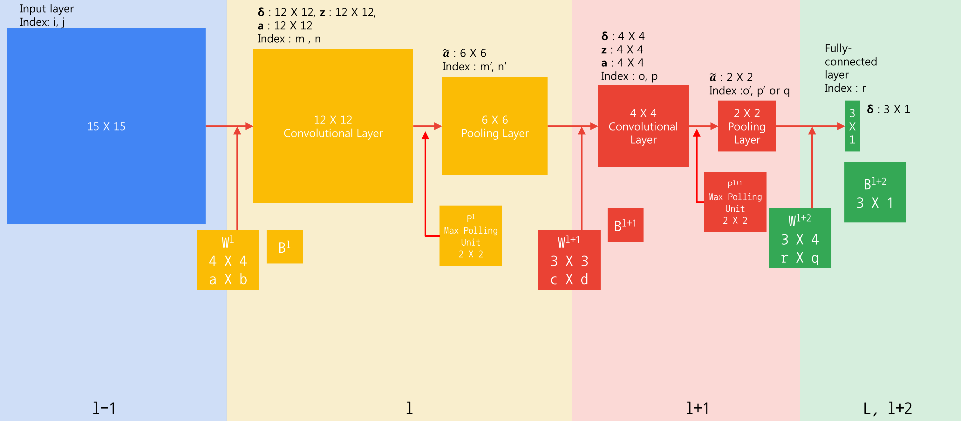 Input layer
Index: i, j
15 X 15
l-1
δ : 12 X 12, z : 12 X 12,
a : 12 X 12
Index : m , n
12 X 12
Convolutional Layer
W^l
4 X 4
a X b
B^l
ã : 6 X 6
Index : m′, n′
6 X 6
Pooling Layer
p^l
Max Polling
Unit
2 X 2
l
δ : 4 X 4
z : 4 X 4
a : 4 X 4
Index : o, p
4 X 4
Convolutional
Layer
W^l+1
3 X 3
c X d
B^l+1
ã : 2 X 2
Index :o′, p′ or q
2 X 2
Pooling
Layer
p^l+1
Max Polling
Unit
2 X 2
l+1
Fully-
connected
layer
Index : r
3
X
1
δ : 3 X 1
W^l+2
3 X 4
r X q
B^l+2
3 X 1
L, l+2